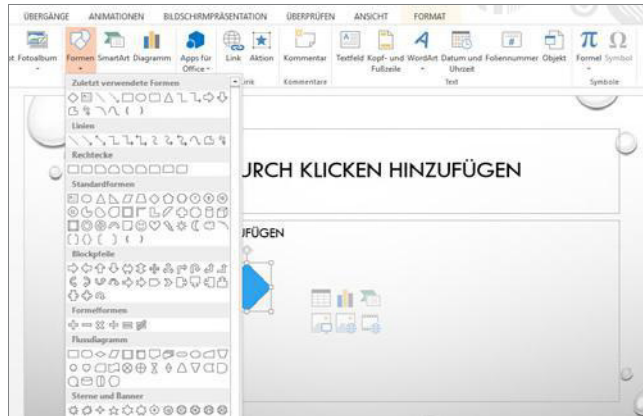 ÜBERGÄNGE ANIMATIONEN BILDSCHIRMPRÄSENTATION ÜBERPRÜFEN ANSICHT FORMAT
Fotoalbum Formen SmartArt Diagramm Apps für Office Link Aktion Kommentar Textfeld Kopf- und Fußzeile WordArt Datum und Uhrzeit Foliennummer Objekt Formel Symbol
Kommentare Text Symbole
Zuletzt verwendete Formen
Linien
Rechtecke
JRCH KLICKEN HINZUFÜGEN
Standardformen
FÜGEN
Blockpfeile
Formelformen
Flussdiagramm
Sterne und Banner